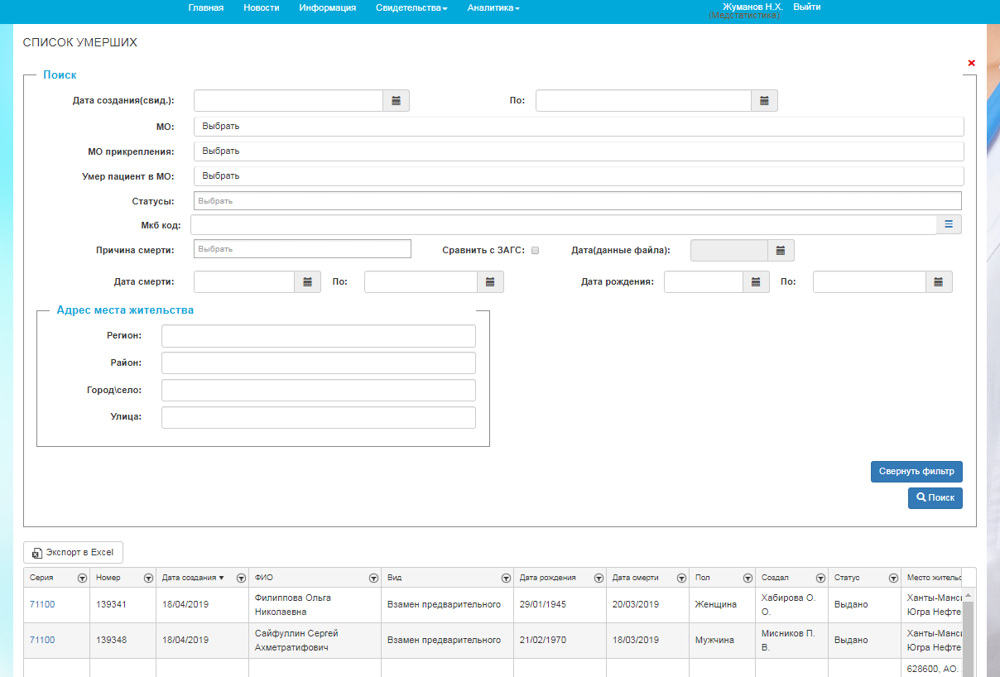 Главная Новости Информация Свидетельства Аналитика Жуманов Н.Х. Выйти
(Медстатистика)
СПИСОК УМЕРШИХ
Поиск
Дата создания(свид.): По:
МО: Выбрать
МО прикрепления: Выбрать
Умер пациент в МО: Выбрать
Статусы: Выбрать
Мкб код:
Причина смерти: Выбрать Сравнить с ЗАГС: Дата(данные файла):
Дата смерти: По: Дата рождения: По:
Адрес места жительства
Регион:
Район:
Город\село:
Улица:
Свернуть фильтр
Поиск
Экспорт в Excel
Серия Номер Дата создания ФИО Вид Дата рождения Дата смерти Пол Создал Статус Место жительс
71100 139341 18/04/2019 Филиппова Ольга Николаевна Взамен предварительного 29/01/1945 20/03/2019 Женщина Хабирова О. О. Выдано Ханты-Манси Югра Нефте
71100 139348 18/04/2019 Сайфуллин Сергей Ахметратифович Взамен предварительного 21/02/1970 18/03/2019 Мужчина Мисников П. В. Выдано Ханты-Манси Югра Нефте
628600, АО.